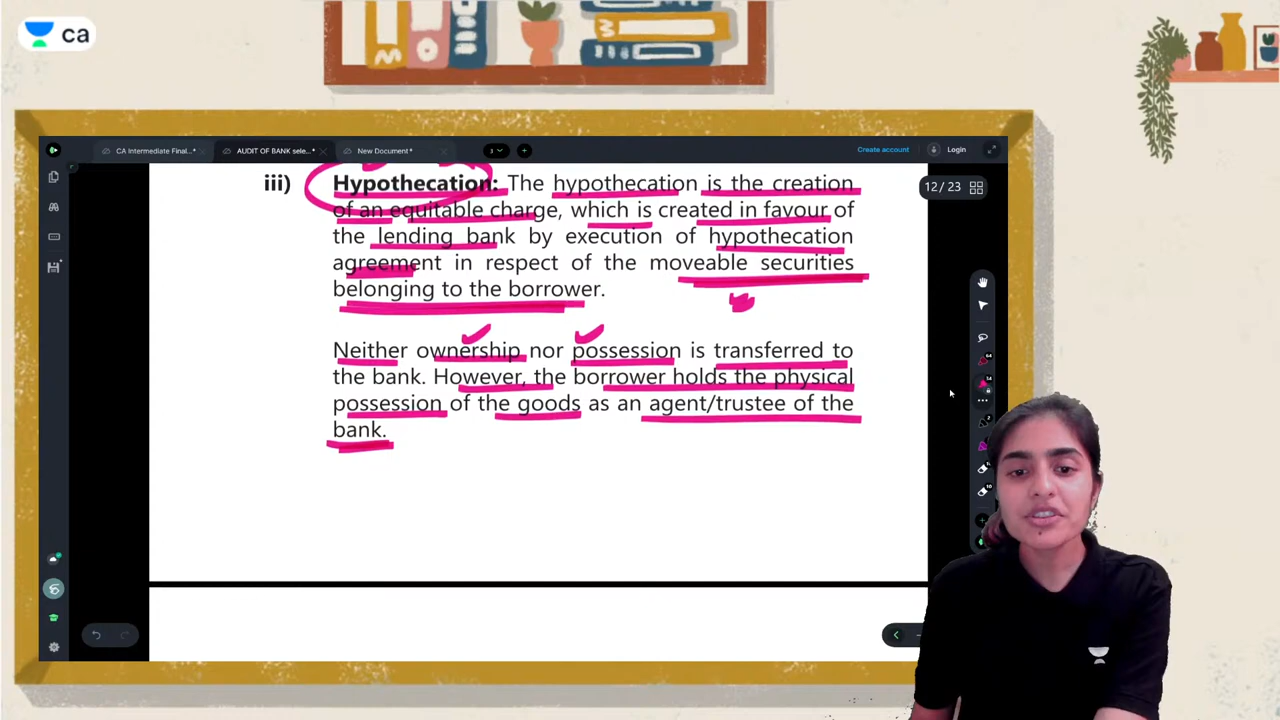 ca
CA Intermediate Final...*
AUDIT OF BANK sele...*
New Document*
3
Create account
Login
12/23
iii) Hypothecation: The hypothecation is the creation
of an equitable charge, which is created in favour of
the lending bank by execution of hypothecation
agreement in respect of the moveable securities
belonging to the borrower.
Neither ownership nor possession is transferred to
the bank. However, the borrower holds the physical
possession of the goods as an agent/trustee of the
bank.